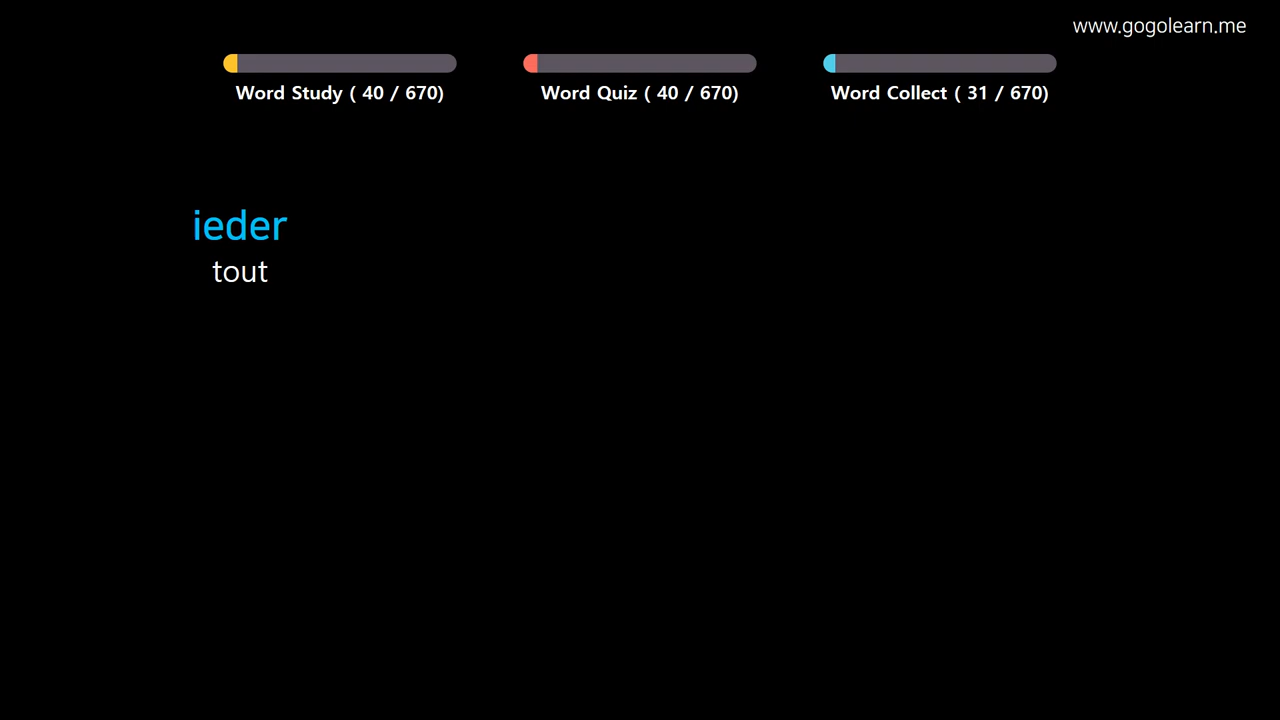 www.gogolearn.me
Word Study ( 40 / 670)
Word Quiz ( 40 / 670)
Word Collect ( 31 / 670)
ieder
tout